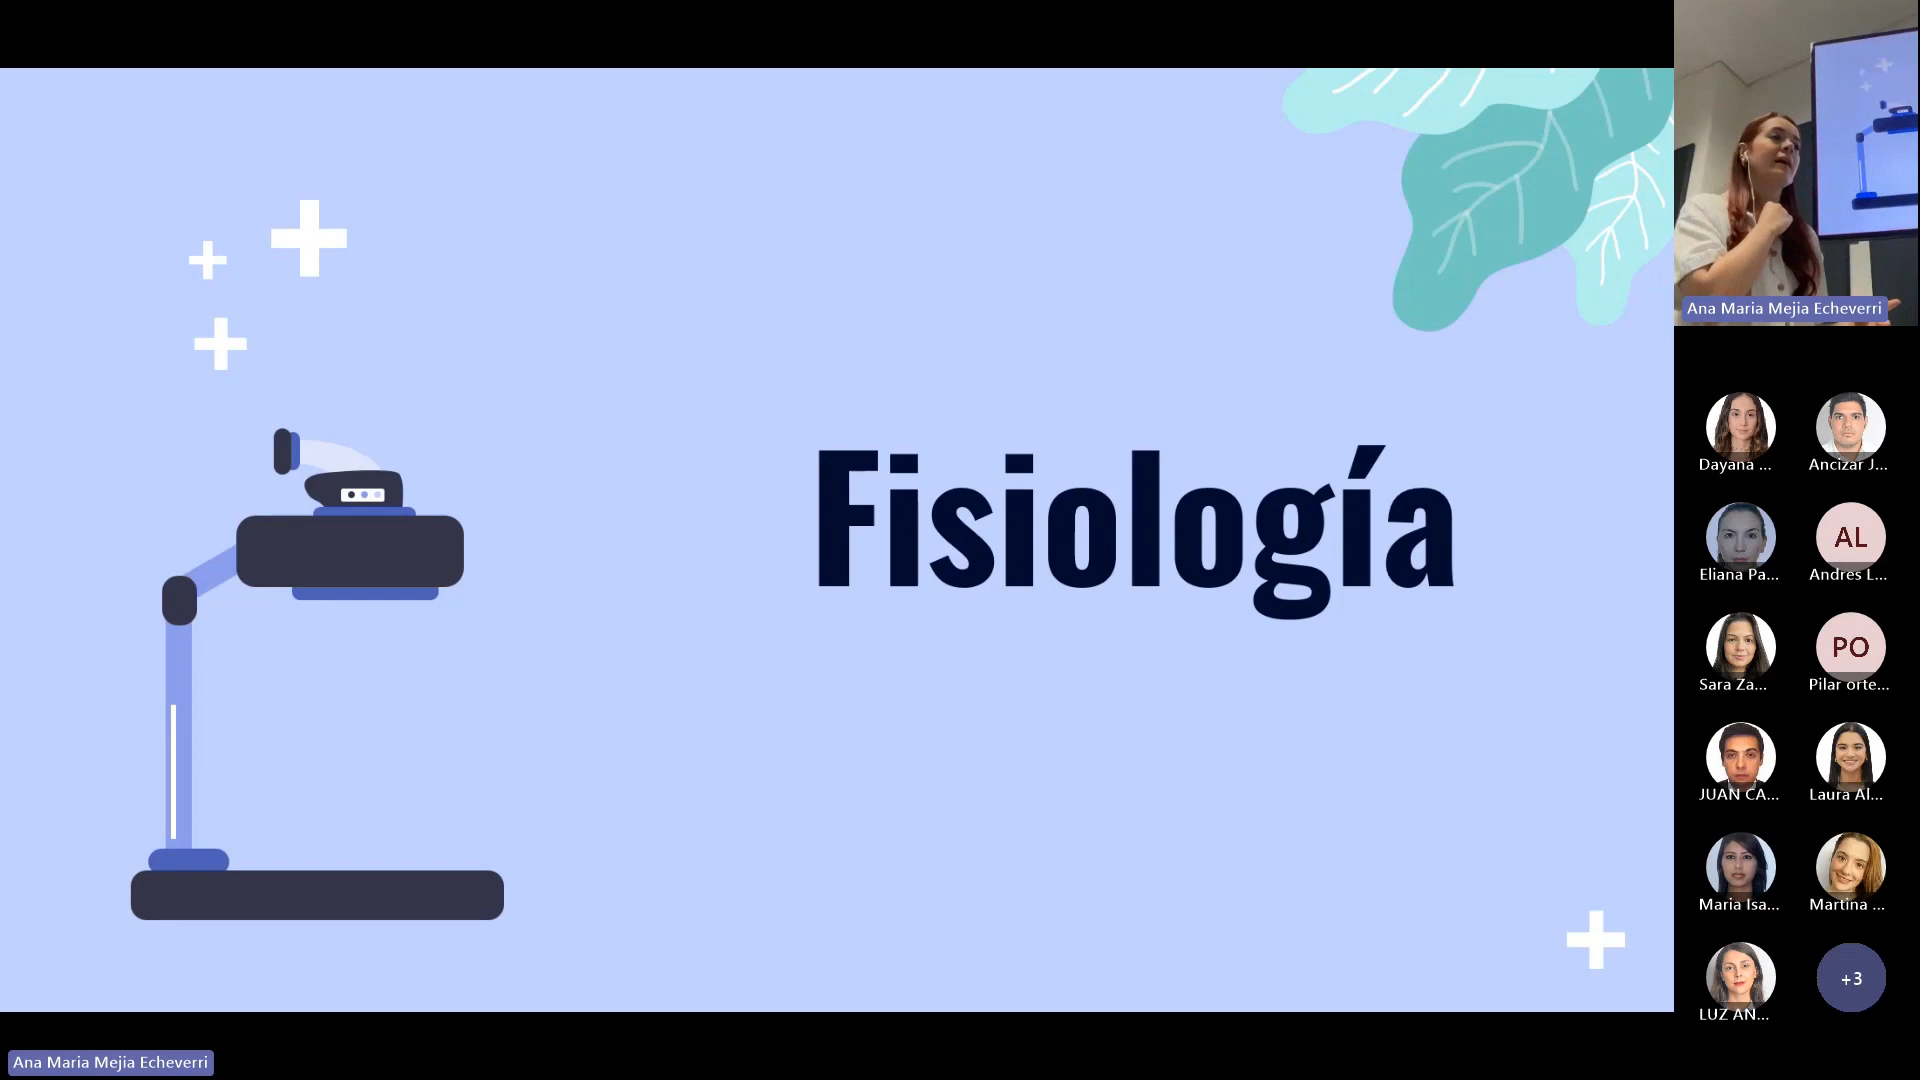 Fisiología
Ana Maria Mejia Echeverri
Dayana ...
Ancizar J...
Eliana Pa...
AL
Andres L...
Sara Za...
PO
Pilar orte...
JUAN CA...
Laura Al...
Maria Isa...
Martina ...
LUZ AN...
+3
Ana Maria Mejia Echeverri